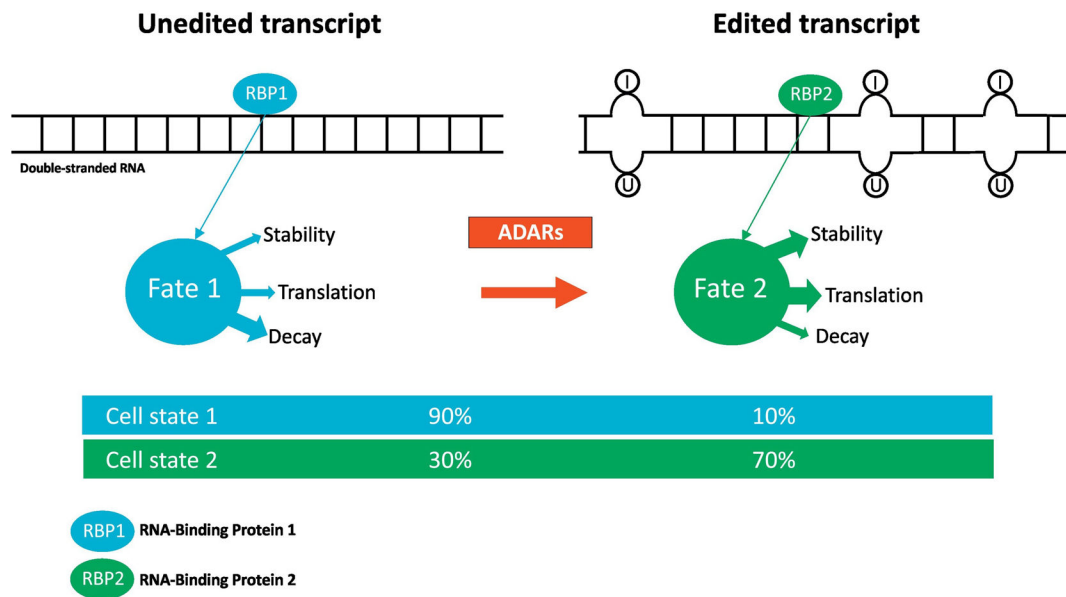 Unedited transcript
Edited transcript
RBP1
I
RBP2
I
I
Double-stranded RNA
U
U
U
Fate 1
Stability
Translation
Decay
ADARs
Fate 2
Stability
Translation
Decay
Cell state 1 90% 10%
Cell state 2 30% 70%
RBP1 RNA-Binding Protein 1
RBP2 RNA-Binding Protein 2